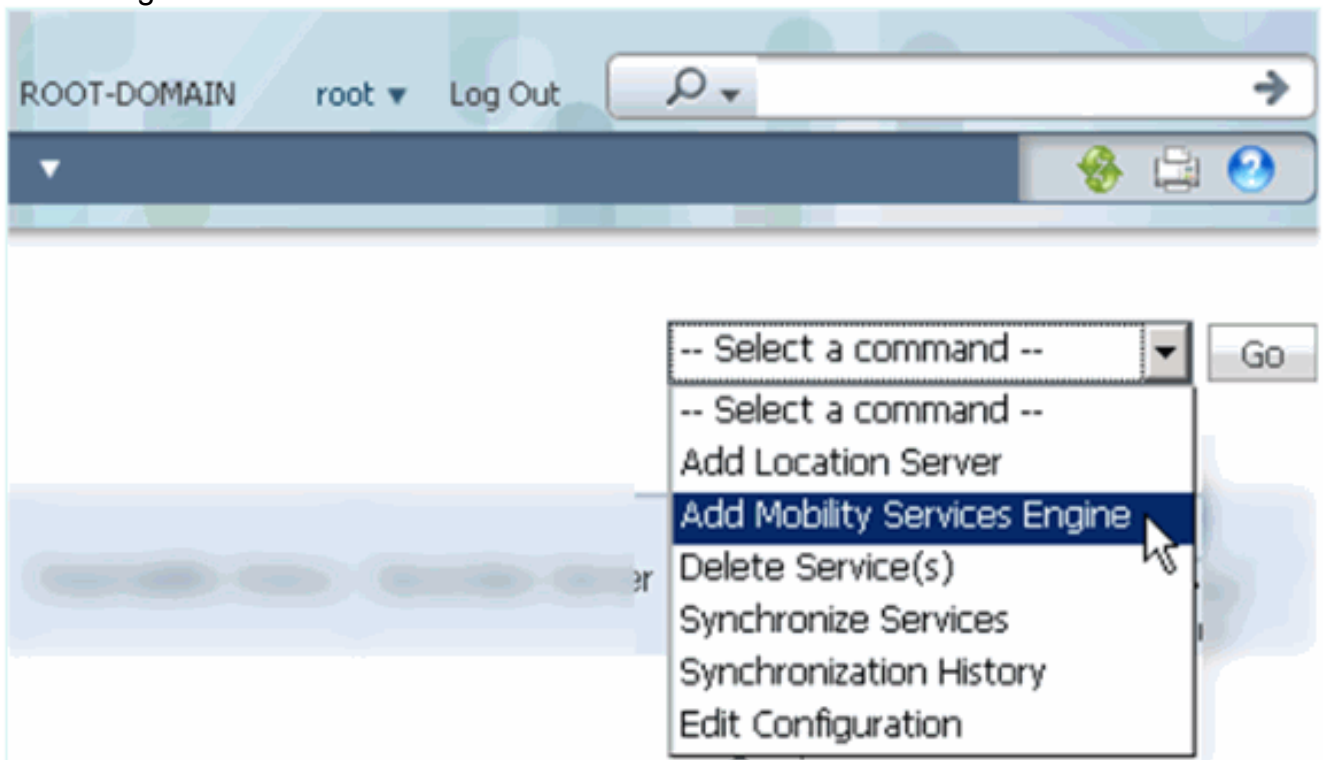 ROOT-DOMAIN root Log Out
-- Select a command -- Go
-- Select a command --
Add Location Server
Add Mobility Services Engine
Delete Service(s)
er
Synchronize Services
Synchronization History
Edit Configuration